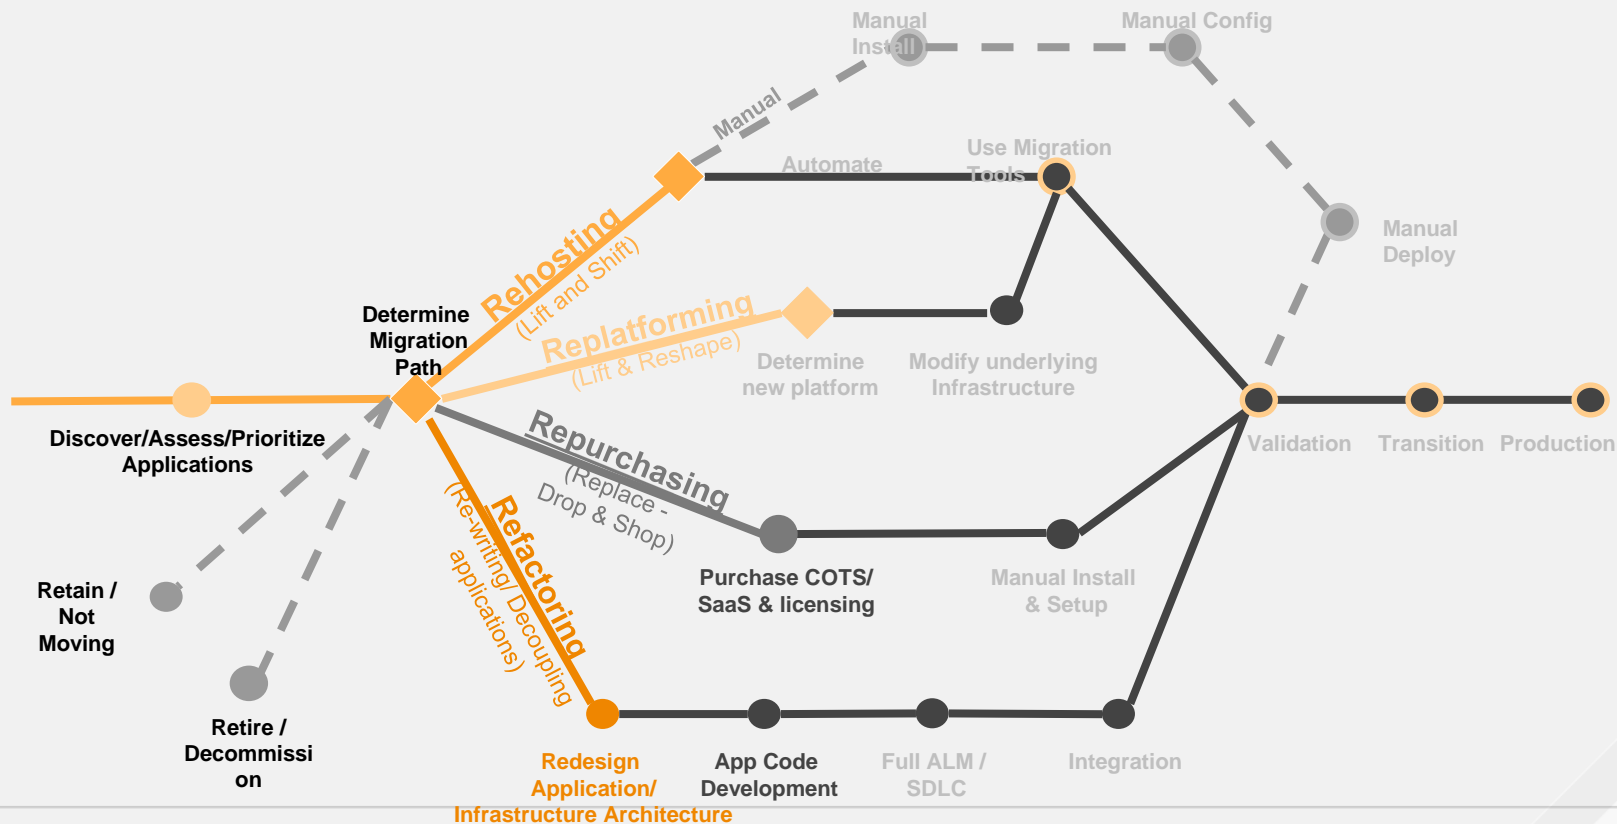 Manual
Install
Manual Config
Manual
Automate
Use Migration
Tools
Manual
Deploy
Rehosting
(Lift and Shift)
Determine
Migration
Path
Replatforming
(Lift & Reshape)
Determine
new platform
Modify underlying
Infrastructure
Discover/Assess/Prioritize
Applications
Repurchasing
(Replace -
Drop & Shop)
Validation
Transition
Production
Refactoring
(Re-writing/ Decoupling
applications)
Purchase COTS/
SaaS & licensing
Manual Install
& Setup
Retain /
Not
Moving
Retire /
Decommissi
on
Redesign
Application/
Infrastructure Architecture
App Code
Development
Full ALM /
SDLC
Integration